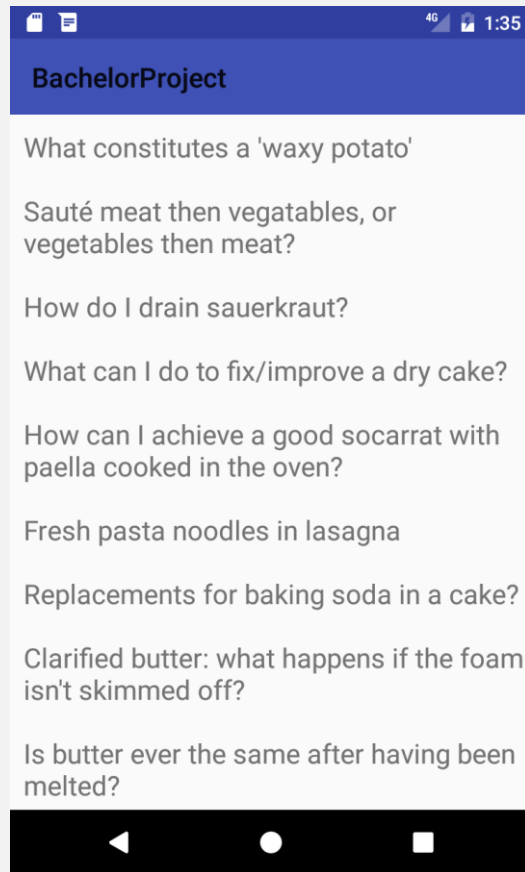 4G 1:35
BachelorProject
What constitutes a 'waxy potato'
Sauté meat then vegatables, or
vegetables then meat?
How do I drain sauerkraut?
What can I do to fix/improve a dry cake?
How can I achieve a good socarrat with
paella cooked in the oven?
Fresh pasta noodles in lasagna
Replacements for baking soda in a cake?
Clarified butter: what happens if the foam
isn't skimmed off?
Is butter ever the same after having been
melted?